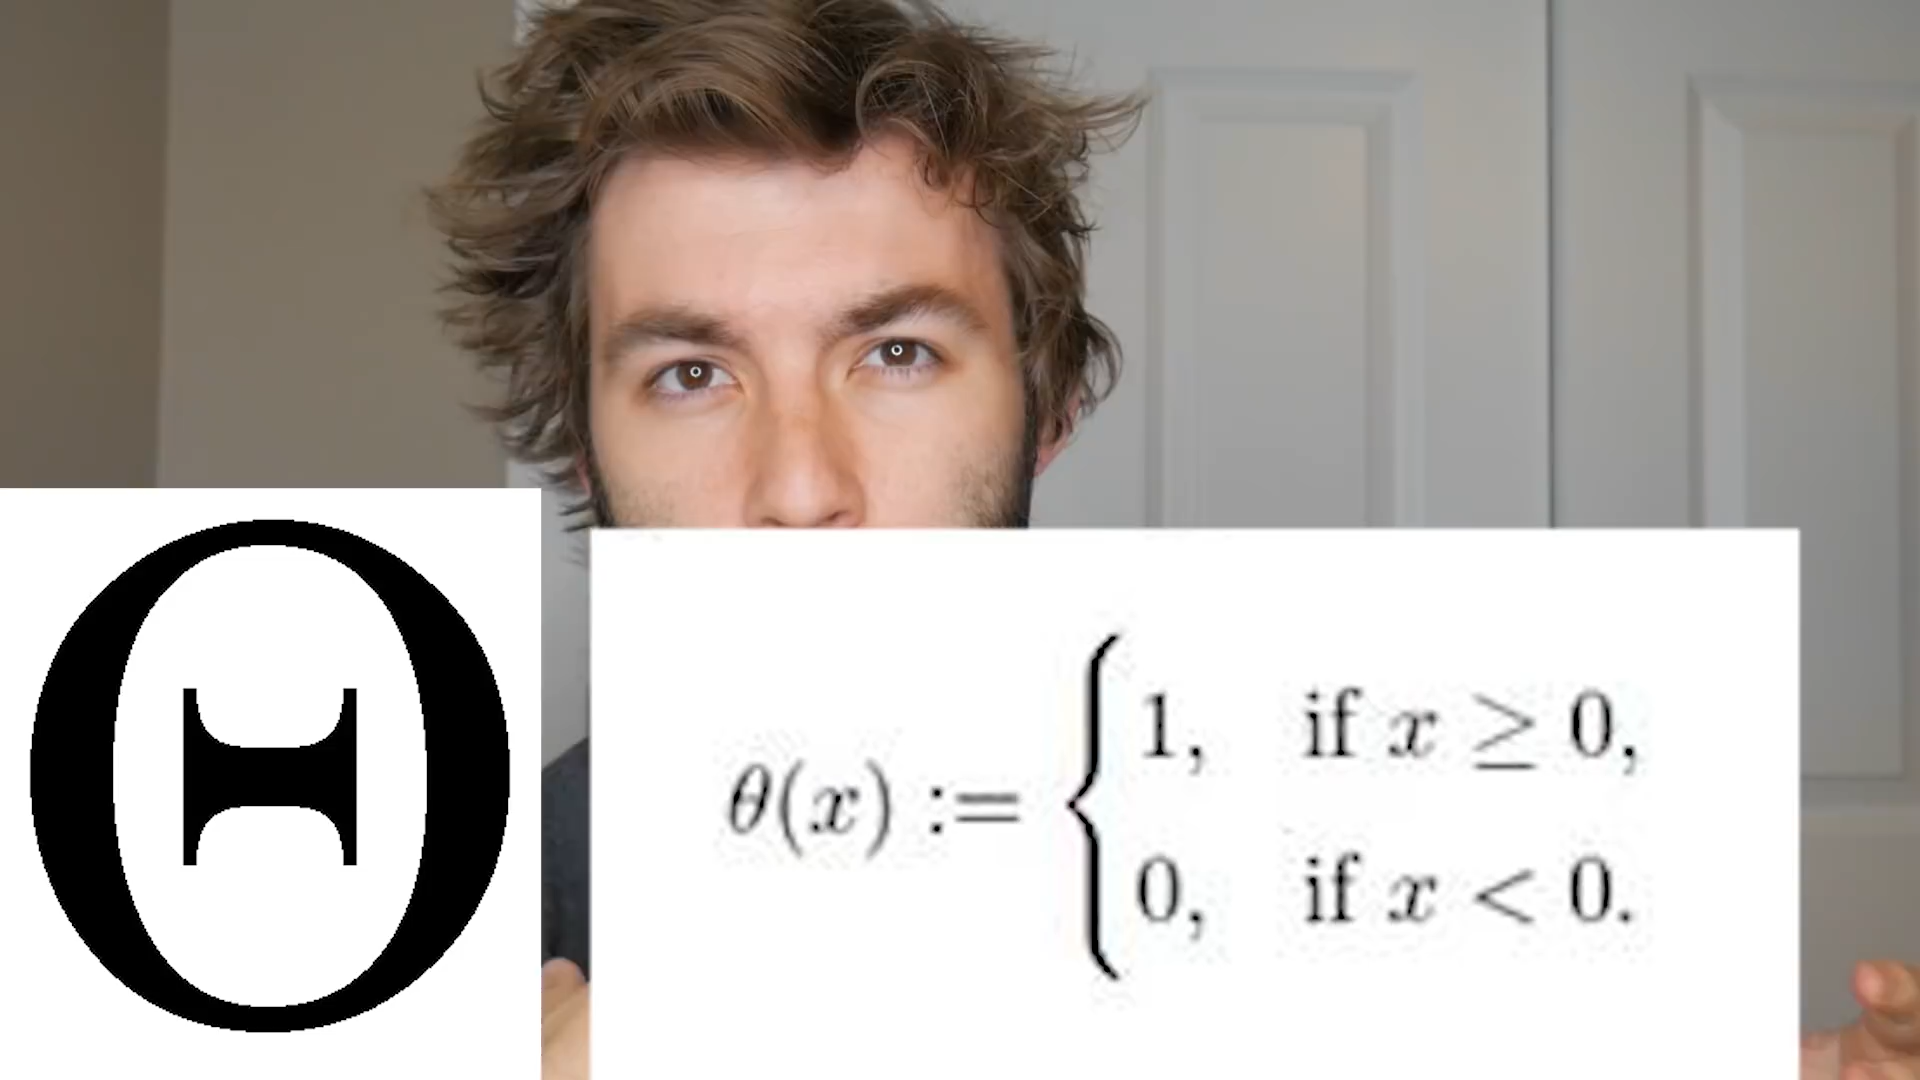 Θ
θ(x) := { 1, if x ≥ 0,
0, if x < 0.